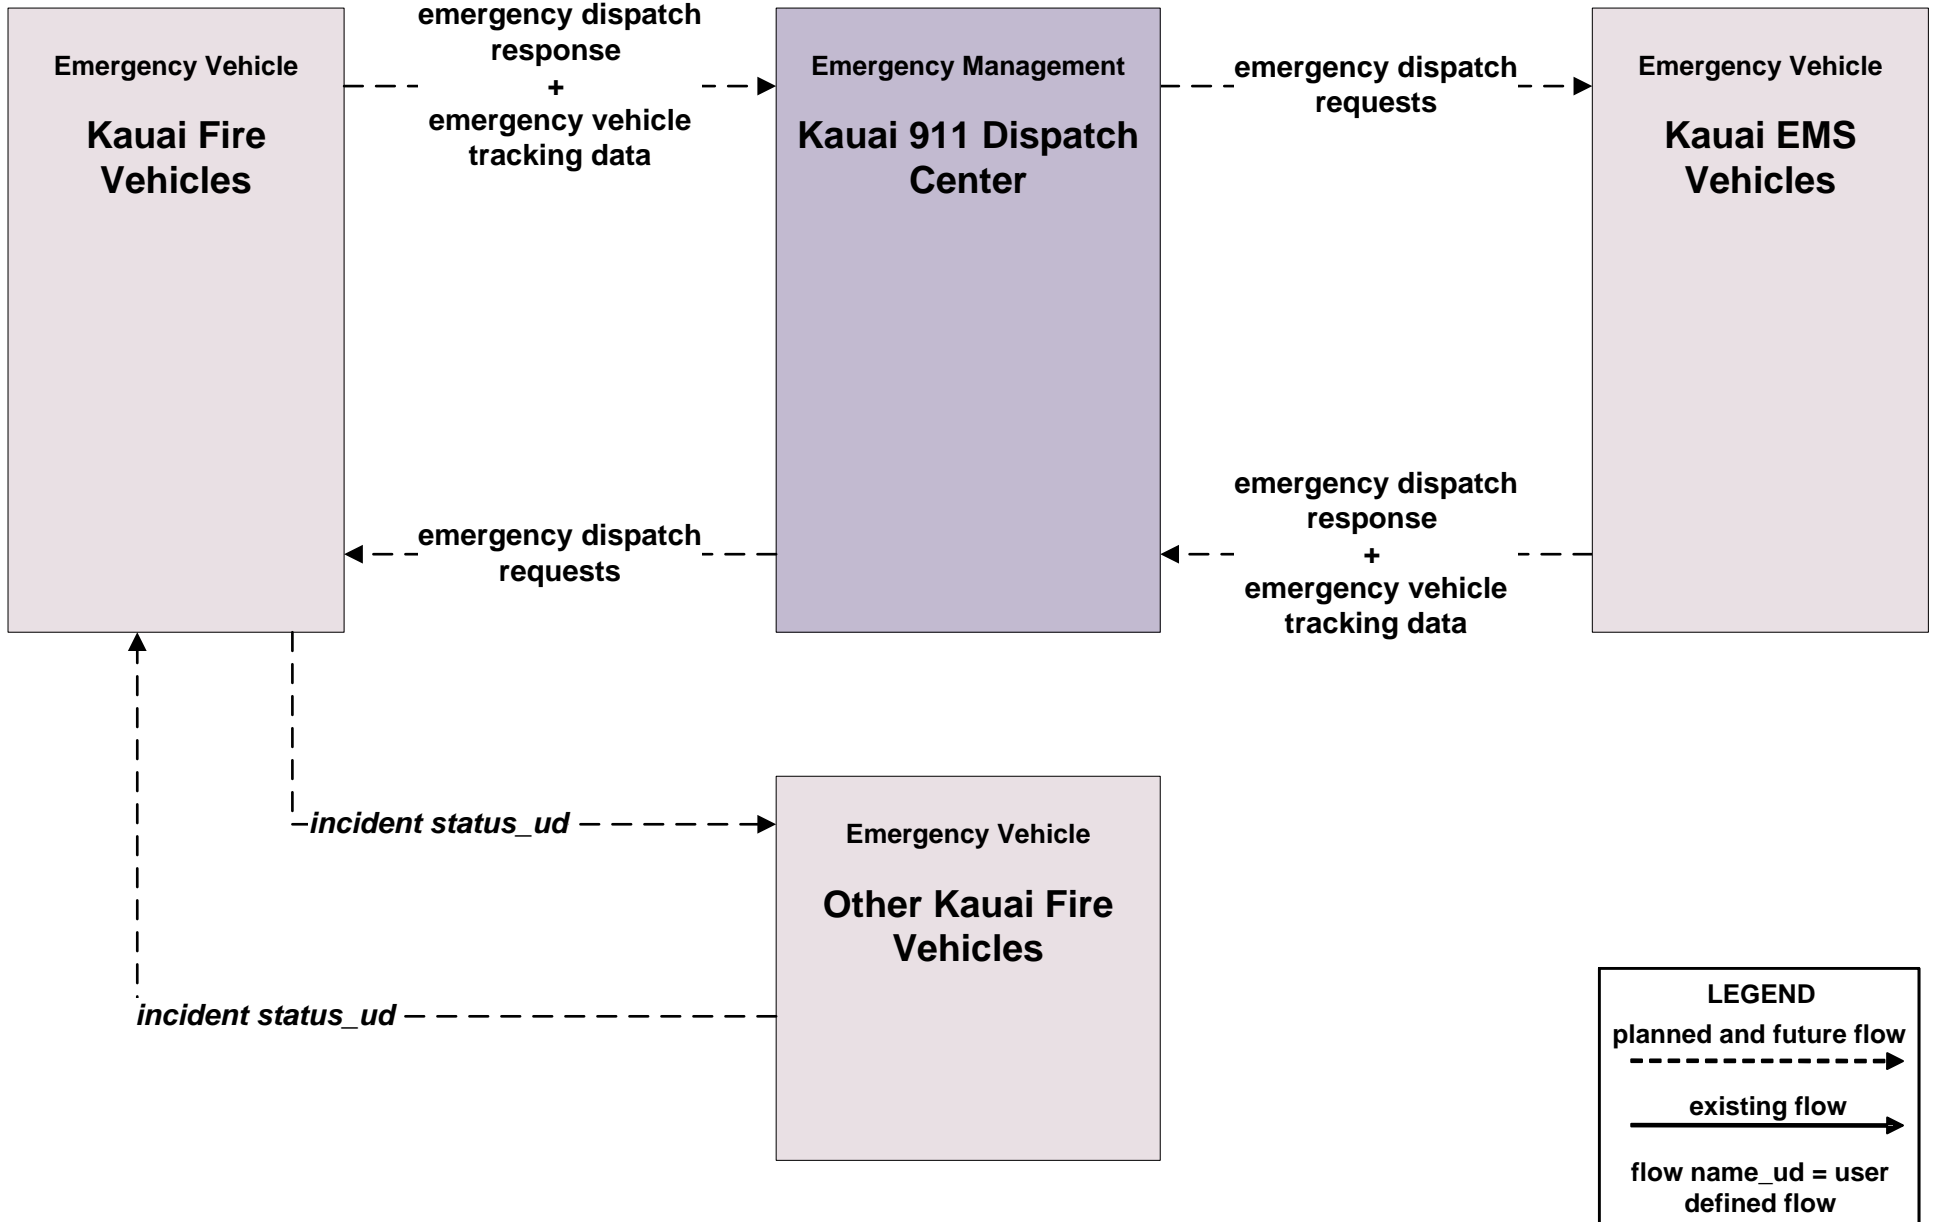 Emergency Vehicle
Kauai Fire
Vehicles
emergency dispatch
response
+
emergency vehicle
tracking data
Emergency Management
Kauai 911 Dispatch
Center
emergency dispatch
requests
Emergency Vehicle
Kauai EMS
Vehicles
emergency dispatch
requests
emergency dispatch
response
+
emergency vehicle
tracking data
incident status_ud
Emergency Vehicle
Other Kauai Fire
Vehicles
incident status_ud
LEGEND
planned and future flow
existing flow
flow name_ud = user
defined flow